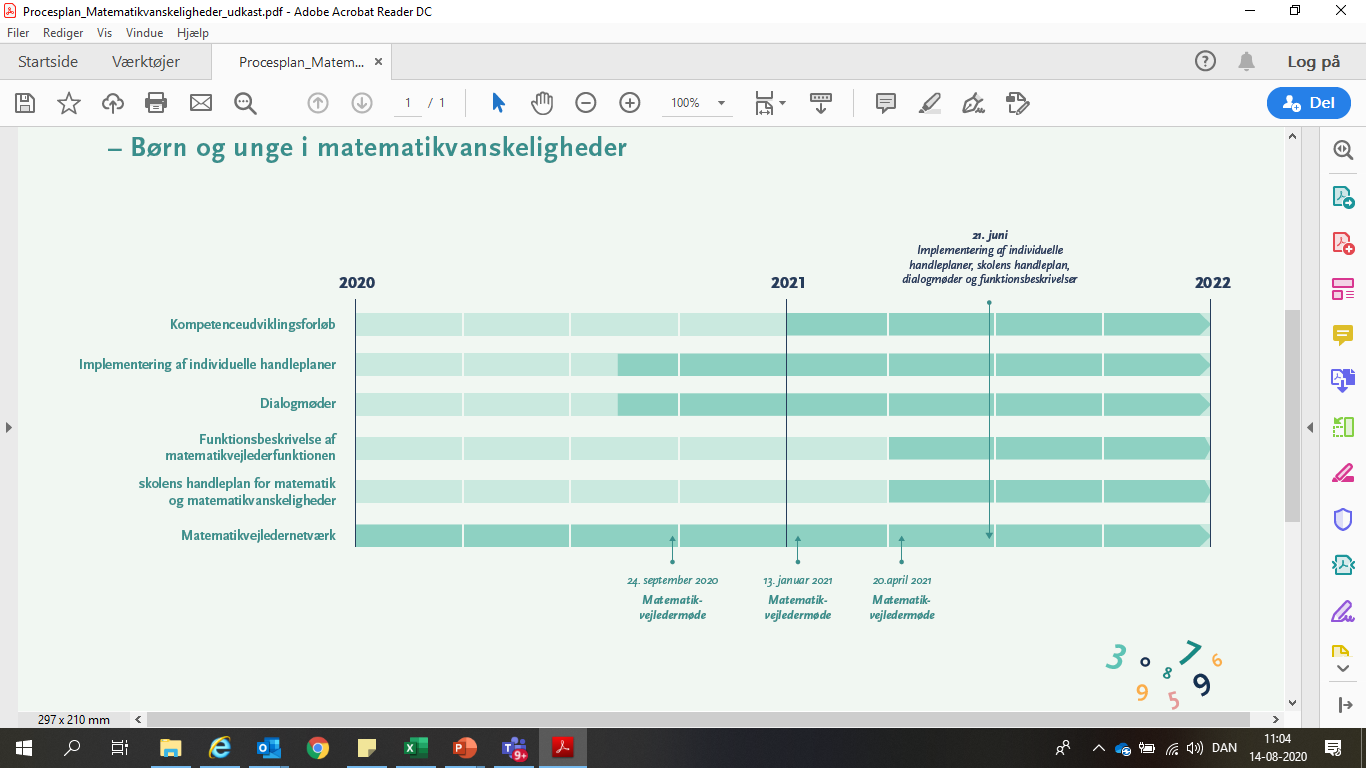 Procesplan_Matematikvanskeligheder_udkast.pdf - Adobe Acrobat Reader DC
Filer Rediger Vis Vindue Hjælp
Startside Værktøjer Procesplan_Matem... × Log på
1 / 1 100% Del
– Børn og unge i matematikvanskeligheder
21. juni
Implementering af individuelle
handleplaner, skolens handleplan,
dialogmøder og funktionsbeskrivelser
2020 2021 2022
Kompetenceudviklingsforløb
Implementering af individuelle handleplaner
Dialogmøder
Funktionsbeskrivelse af
matematikvejlederfunktionen
skolens handleplan for matematik
og matematikvanskeligheder
Matematikvejledernetværk
24. september 2020
Matematik-
vejledermøde
13. januar 2021
Matematik-
vejledermøde
20.april 2021
Matematik-
vejledermøde
3 0 8 7 6
9 5 9
297 x 210 mm
9+
DAN
11:04
14-08-2020